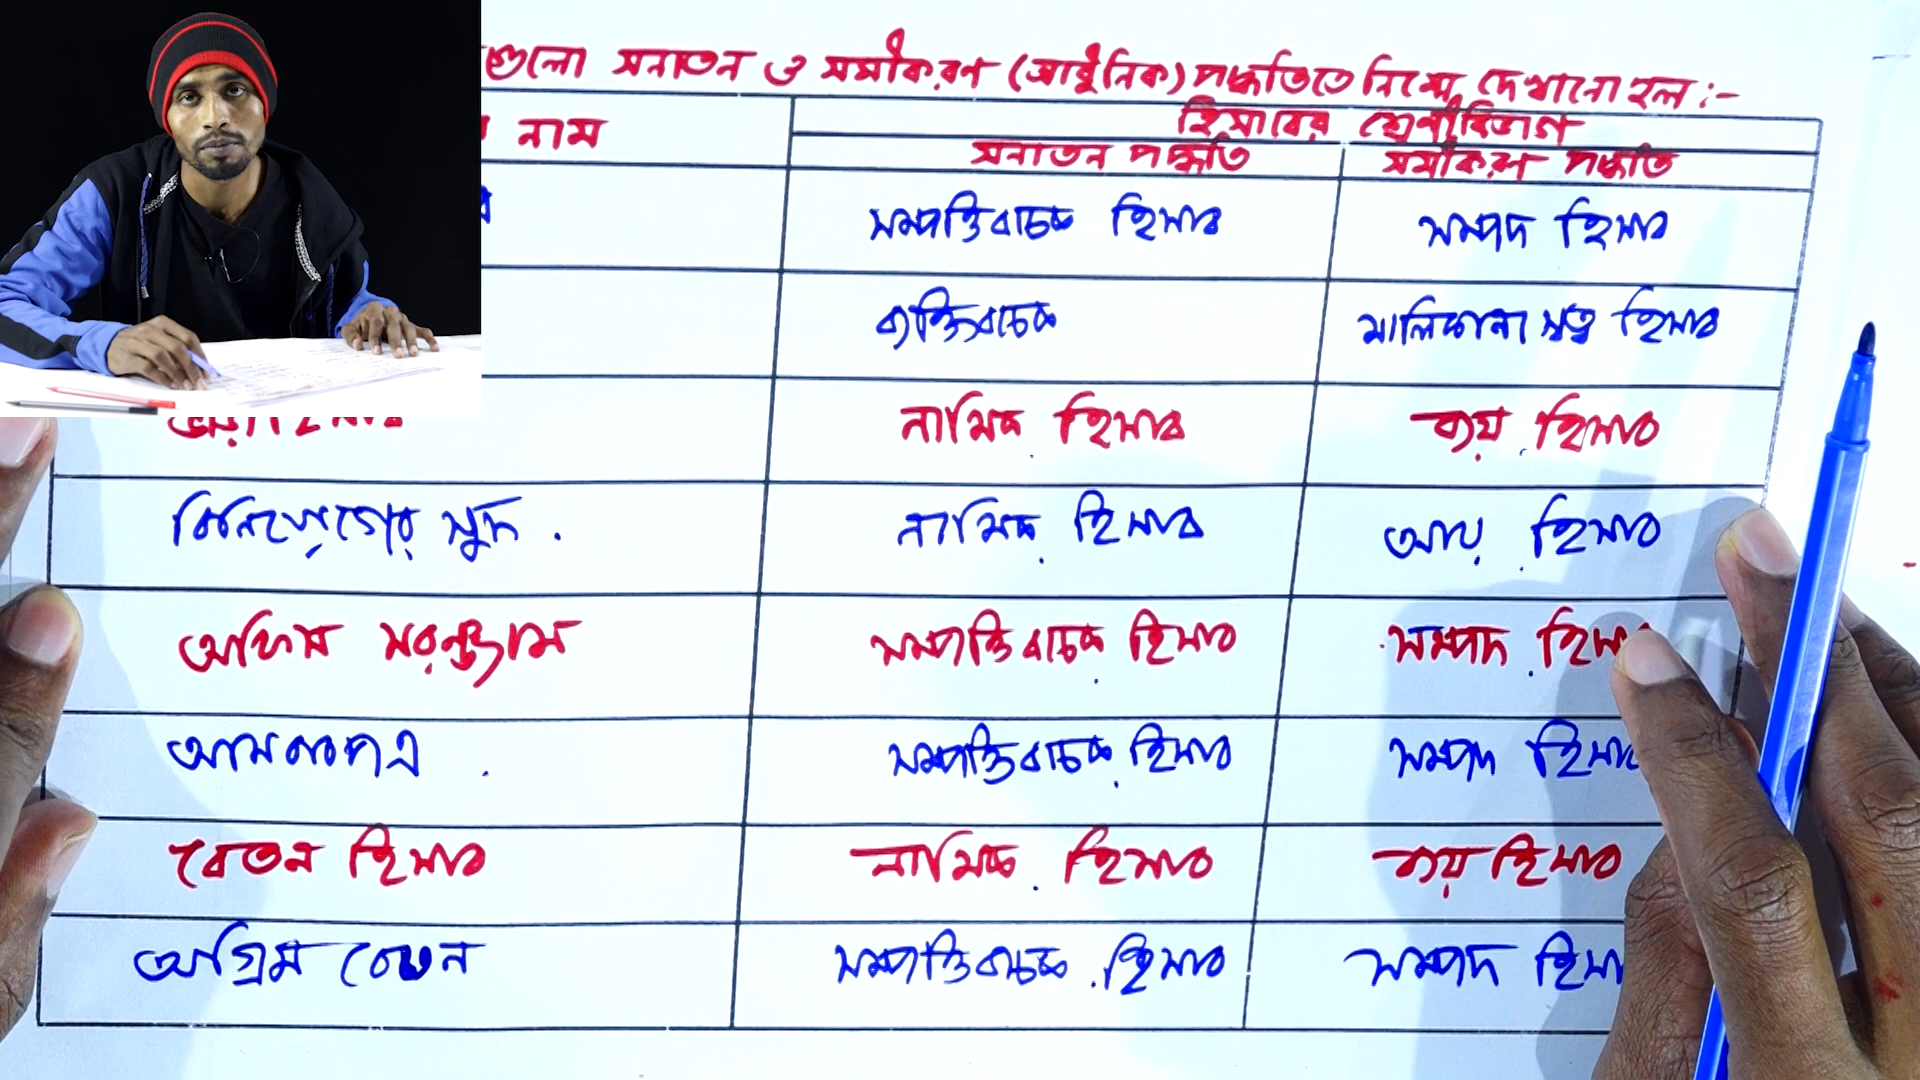 গুলো সনাতন ও সমীকরণ (আধুনিক) পদ্ধতিতে নিম্মে দেখানো হল :-
নাম
হিসাবের শ্রেণীবিভাগ
সনাতন পদ্ধতি সমীকরণ পদ্ধতি
সম্পত্তিবাচক হিসাব সম্পদ হিসাব
ব্যক্তিবাচক মালিকানা স্বত্ব হিসাব
নামিক হিসাব ব্যয় হিসাব
বিনিয়োগের সুদ . নামিক হিসাব আয় হিসাব
অফিস সরঞ্জাম সম্পত্তিবাচক হিসাব সম্পদ হিসাব
আসবাবপত্র . সম্পত্তিবাচক হিসাব সম্পদ হিসাব
বেতন হিসাব নামিক হিসাব ব্যয় হিসাব
অগ্রিম বেতন সম্পত্তিবাচক হিসাব সম্পদ হিসা